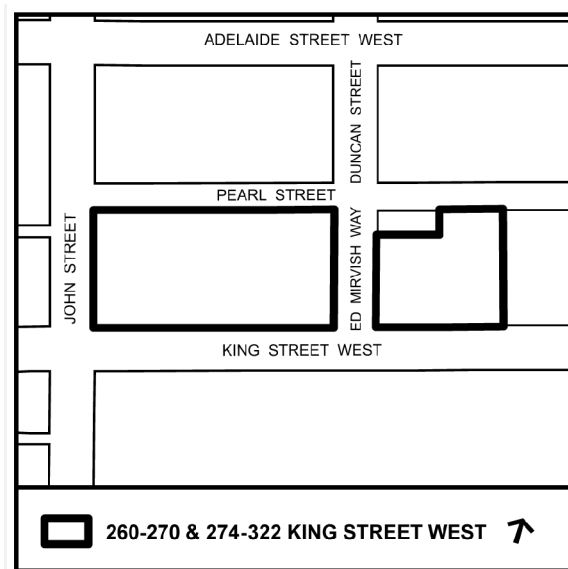 ADELAIDE STREET WEST
DUNCAN STREET
PEARL STREET
JOHN STREET
ED MIRVISH WAY
KING STREET WEST
260-270 & 274-322 KING STREET WEST